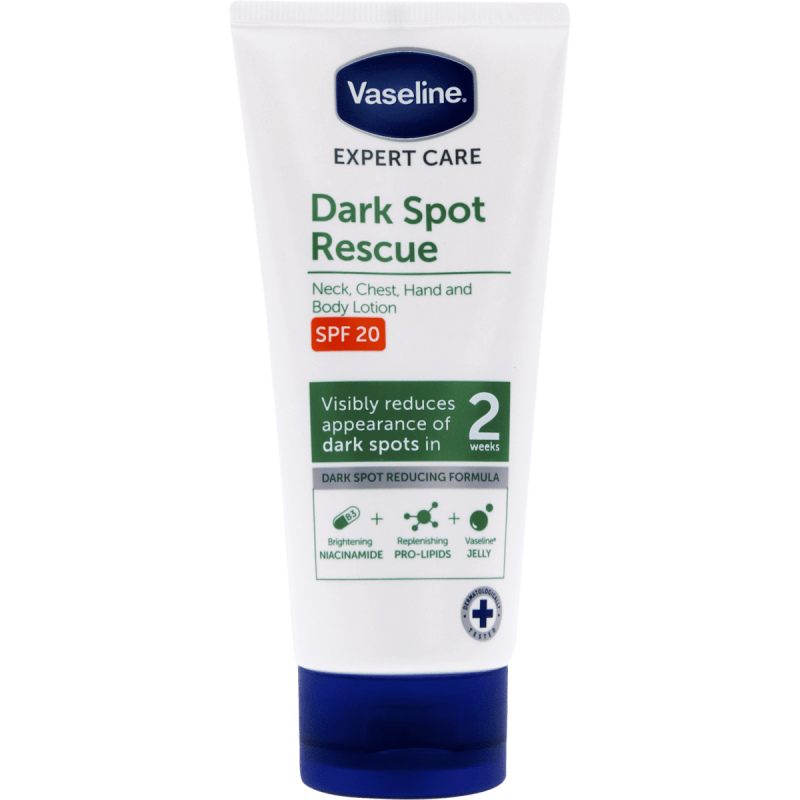 Vaseline.
EXPERT CARE
Dark Spot
Rescue
Neck, Chest, Hand and
Body Lotion
SPF 20
Visibly reduces
appearance of
dark spots in
2
weeks
DARK SPOT REDUCING FORMULA
B3
+
+
Brightening
NIACINAMIDE
Replenishing
PRO-LIPIDS
Vaseline®
JELLY
DERMATOLOGICALLY
TESTED